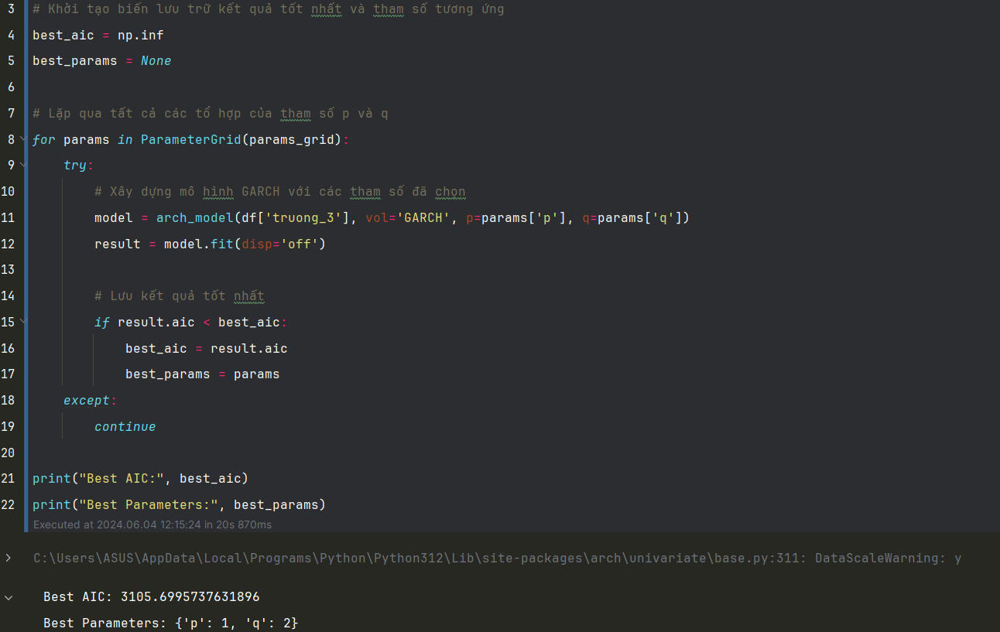 3 # Khởi tạo biến lưu trữ kết quả tốt nhất và tham số tương ứng
4 best_aic = np.inf
5 best_params = None
6
7 # Lặp qua tất cả các tổ hợp của tham số p và q
8 for params in ParameterGrid(params_grid):
9 try:
10 # Xây dựng mô hình GARCH với các tham số đã chọn
11 model = arch_model(df['truong_3'], vol='GARCH', p=params['p'], q=params['q'])
12 result = model.fit(disp='off')
13
14 # Lưu kết quả tốt nhất
15 if result.aic < best_aic:
16 best_aic = result.aic
17 best_params = params
18 except:
19 continue
20
21 print("Best AIC:", best_aic)
22 print("Best Parameters:", best_params)
Executed at 2024.06.04 12:15:24 in 20s 870ms
C:\Users\ASUS\AppData\Local\Programs\Python\Python312\Lib\site-packages\arch\univariate\base.py:311: DataScaleWarning: y
Best AIC: 3105.6995737631896
Best Parameters: {'p': 1, 'q': 2}